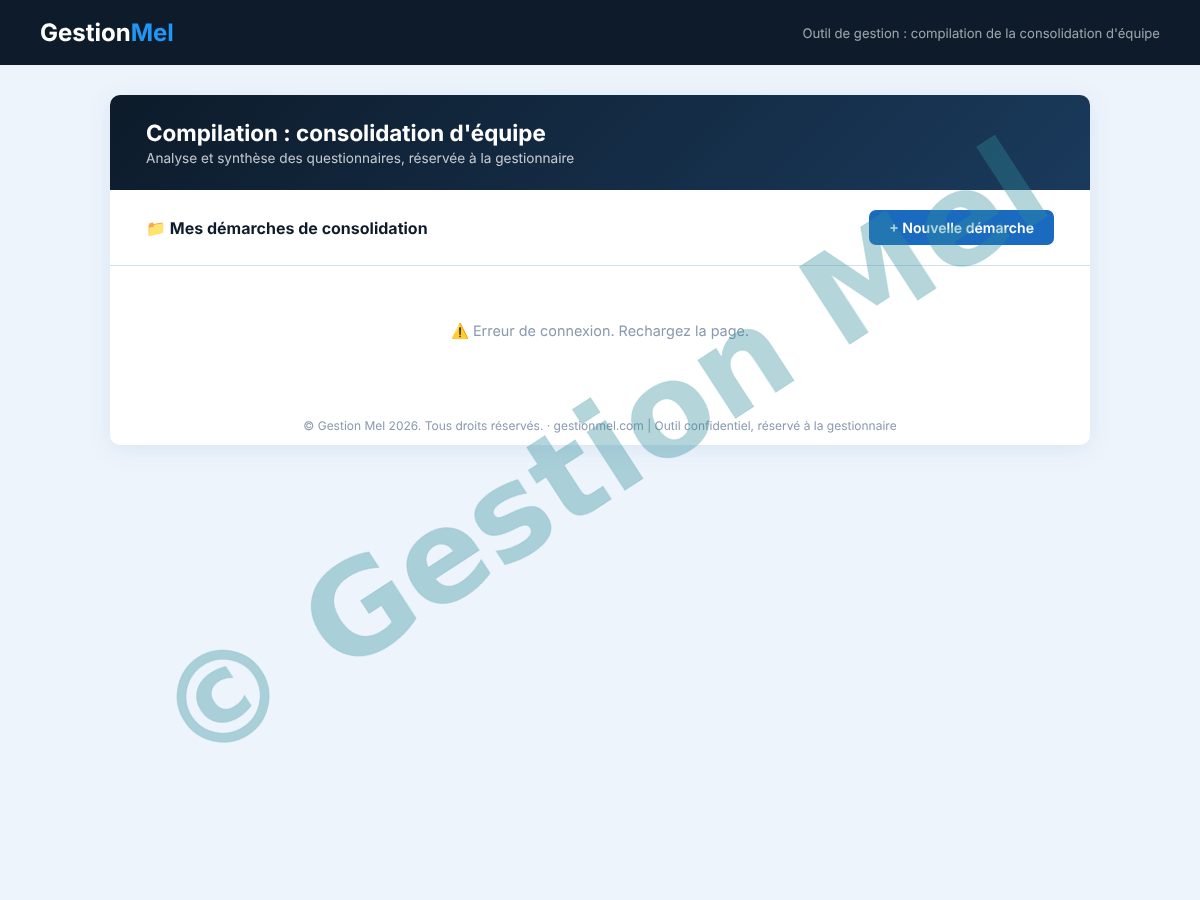 GestionMel
Outil de gestion : compilation de la consolidation d'équipe
Compilation : consolidation d'équipe
Analyse et synthèse des questionnaires, réservée à la gestionnaire
📁 Mes démarches de consolidation
+ Nouvelle démarche
⚠️ Erreur de connexion. Rechargez la page.
© Gestion Mel 2026. Tous droits réservés. · gestionmel.com | Outil confidentiel, réservé à la gestionnaire
© Gestion Mel